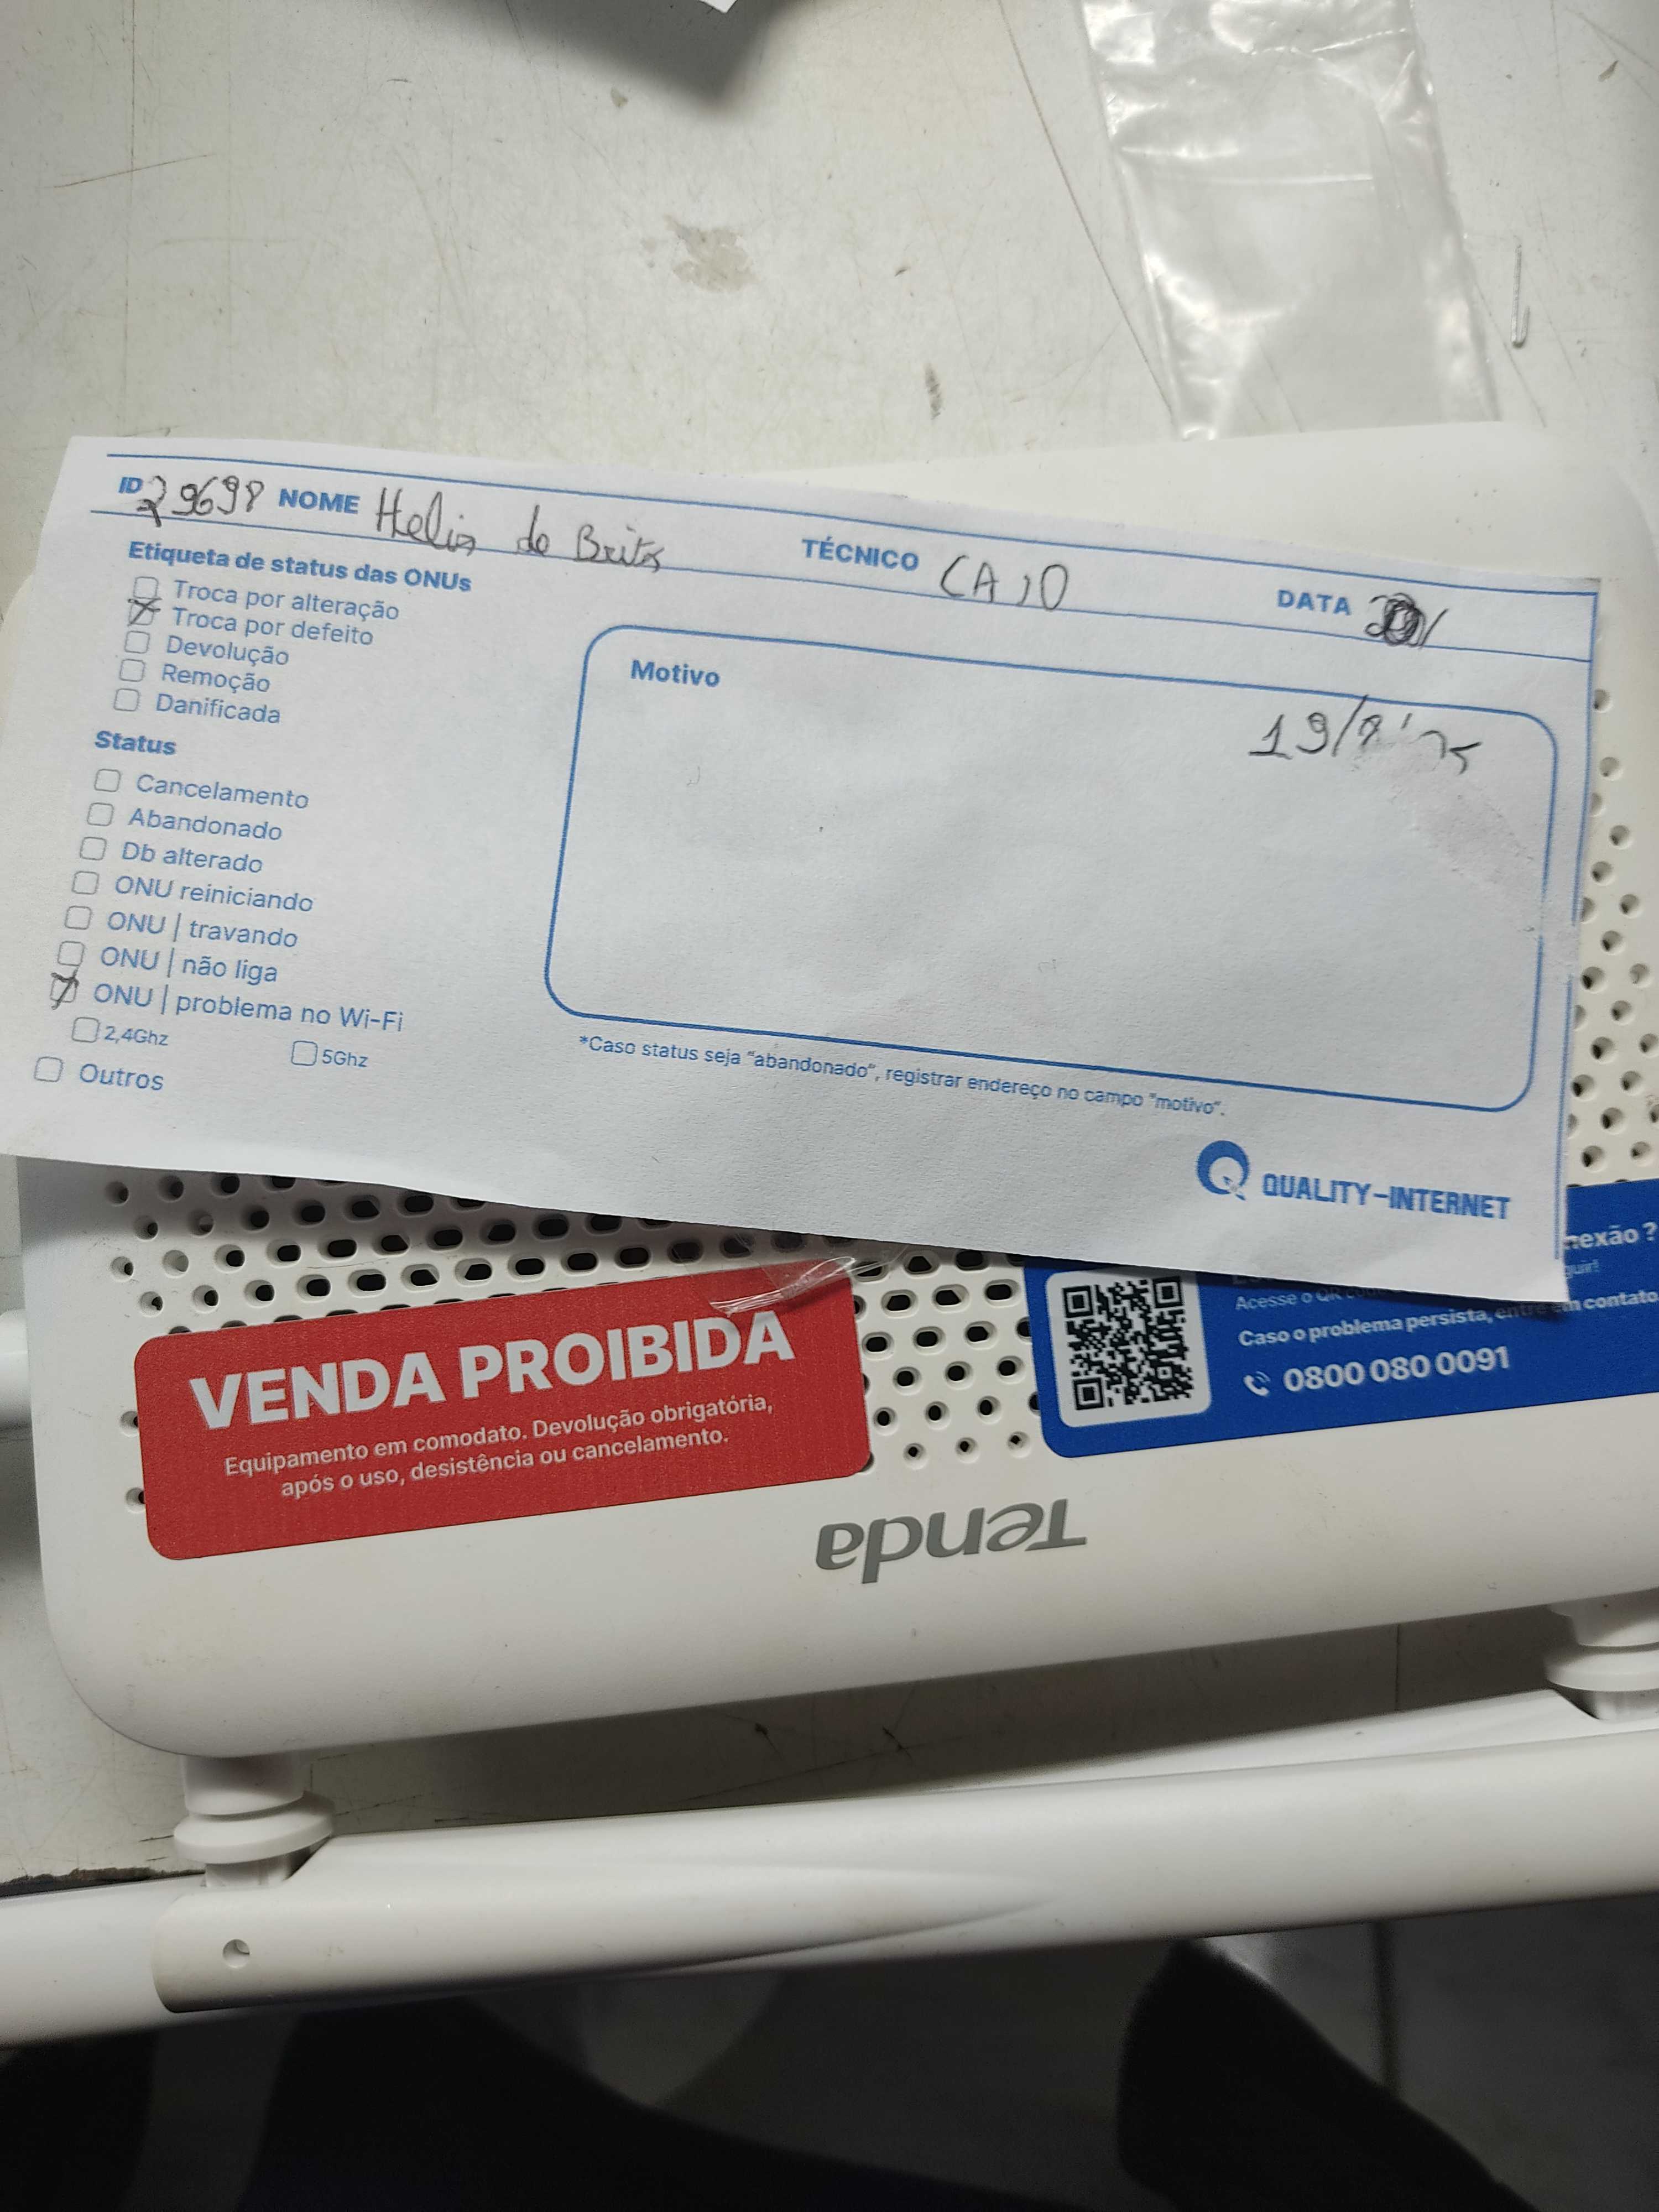 ID 29698 NOME Helio de Brito TÉCNICO CAIO DATA
Etiqueta de status das ONUs
Troca por alteração
Troca por defeito
Devolução
Remoção
Danificada
Status
Cancelamento
Abandonado
Db alterado
ONU reiniciando
ONU | travando
ONU | não liga
ONU | problema no Wi-Fi
2,4Ghz 5Ghz
Outros
Motivo
19/8/25
*Caso status seja "abandonado", registrar endereço no campo "motivo".
QUALITY-INTERNET
VENDA PROIBIDA
Equipamento em comodato. Devolução obrigatória,
após o uso, desistência ou cancelamento.
nexão ?
guir!
Acesse o QR
Caso o problema persista, entre em contato
0800 080 0091
Tenda